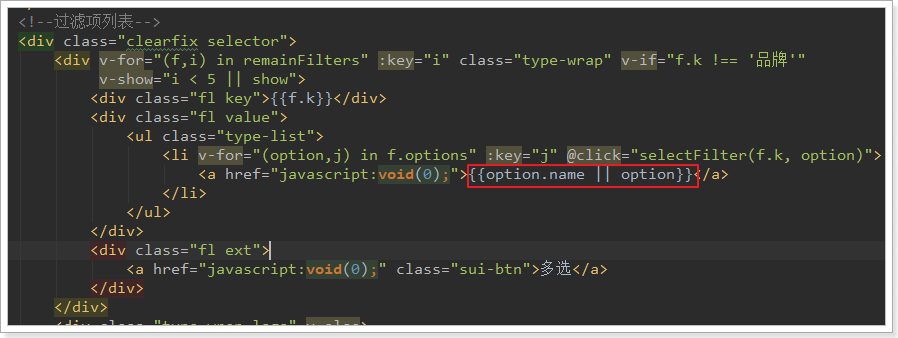 <!--过滤项列表-->
<div class="clearfix selector">
<div v-for="(f,i) in remainFilters" :key="i" class="type-wrap" v-if="f.k !== '品牌'"
v-show="i < 5 || show">
<div class="fl key">{{f.k}}</div>
<div class="fl value">
<ul class="type-list">
<li v-for="(option,j) in f.options" :key="j" @click="selectFilter(f.k, option)">
<a href="javascript:void(0);">{{option.name || option}}</a>
</li>
</ul>
</div>
<div class="fl ext">
<a href="javascript:void(0);" class="sui-btn">多选</a>
</div>
</div>